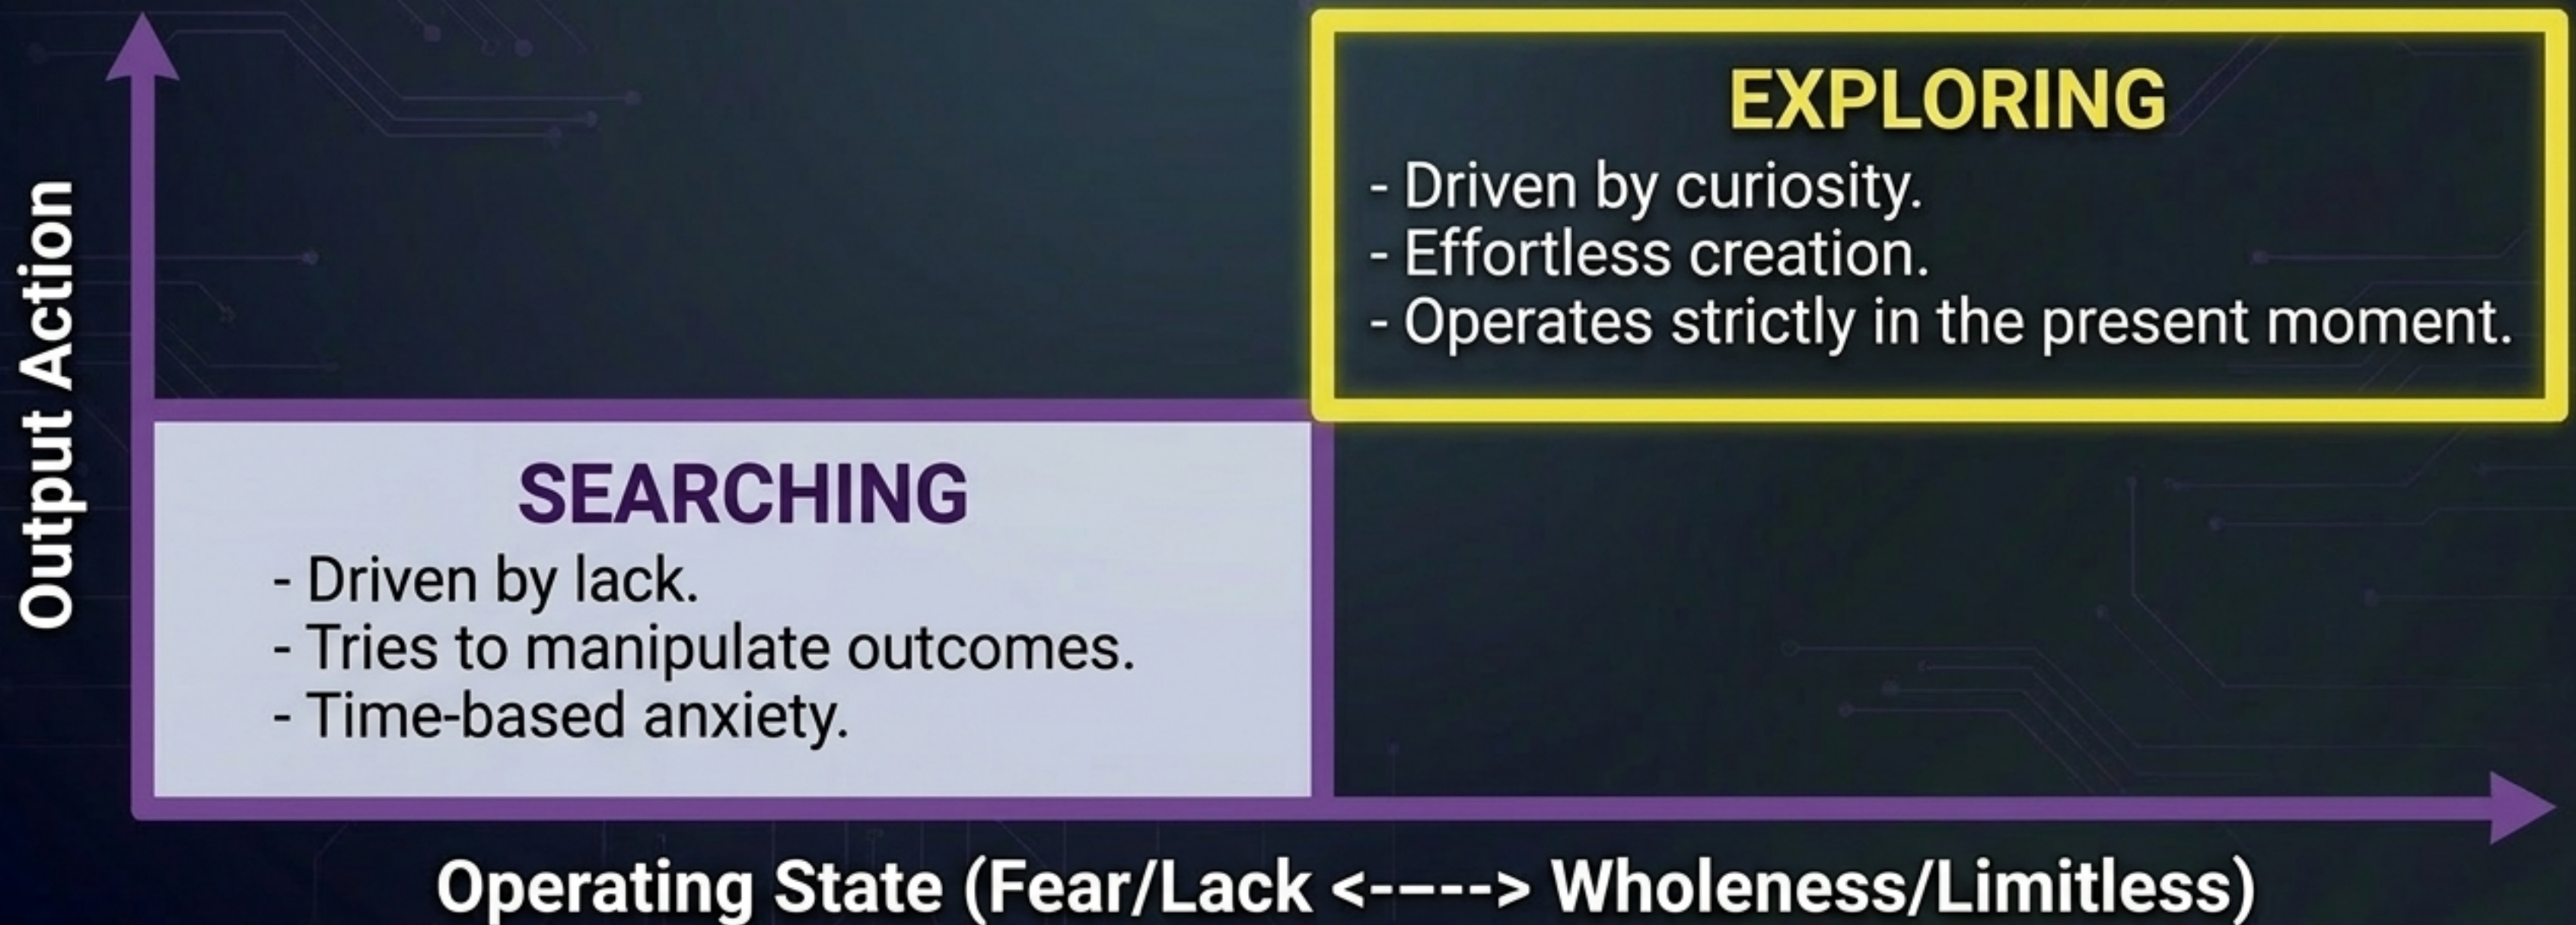 Output Action
EXPLORING
- Driven by curiosity.
- Effortless creation.
- Operates strictly in the present moment.
SEARCHING
- Driven by lack.
- Tries to manipulate outcomes.
- Time-based anxiety.
Operating State (Fear/Lack <----> Wholeness/Limitless)